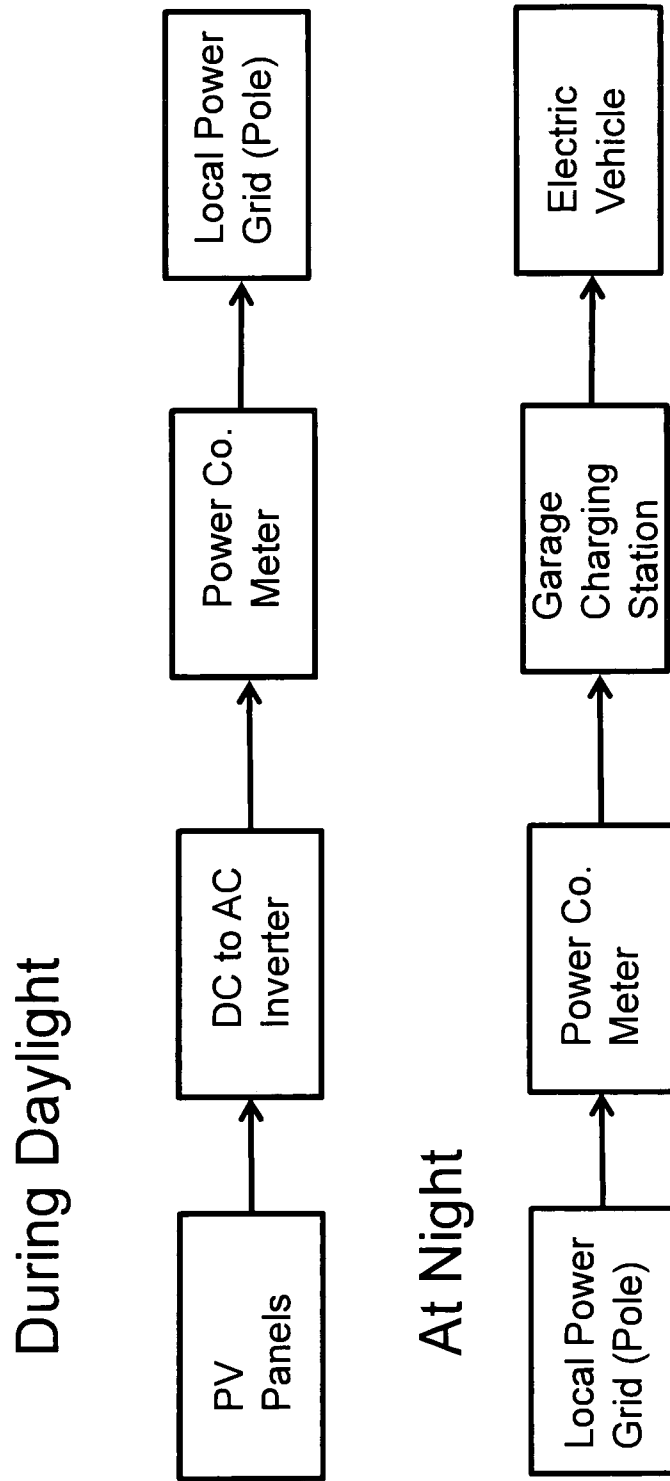 During Daylight
PV
Panels
DC to AC
Inverter
Power Co.
Meter
Local Power
Grid (Pole)
At Night
Local Power
Grid (Pole)
Power Co.
Meter
Garage
Charging
Station
Electric
Vehicle